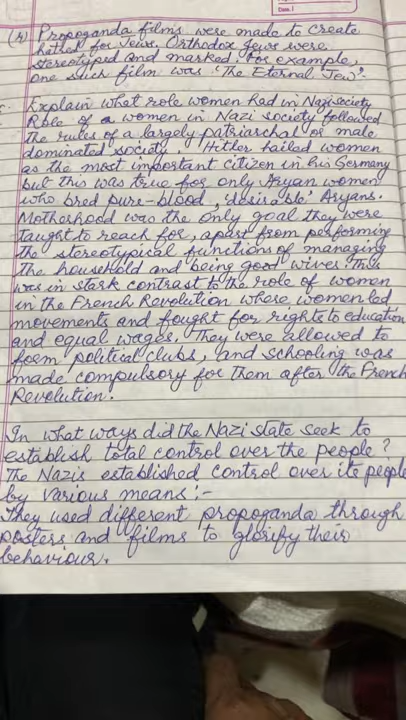 Date :
(r) Propoganda films were made to create
hatred for Jews. Orthodox Jews were
stereotyped and marked. For example,
one such film was 'The Eternal Jew'.
Explain what role women had in Nazi society
Role of a women in Nazi society followed
the rules of a largely patriarchal or male
dominated society. Hitler hailed women
as the most important citizen in his Germany
but this was true for only Aryan women
who bred pure-blood, 'desirable' Aryans.
Motherhood was the only goal they were
taught to reach for, apart from performing
the stereotypical functions of managing
the household and being good wives. This
was in stark contrast to the role of women
in the French Revolution where women led
movements and fought for rights to education
and equal wages. They were allowed to
form political clubs, and schooling was
made compulsory for them after the French
Revolution.
In what ways did the Nazi state seek to
establish total control over the people?
The Nazis established control over its people
by various means :-
They used different propoganda through
posters and films to glorify their
behaviour.